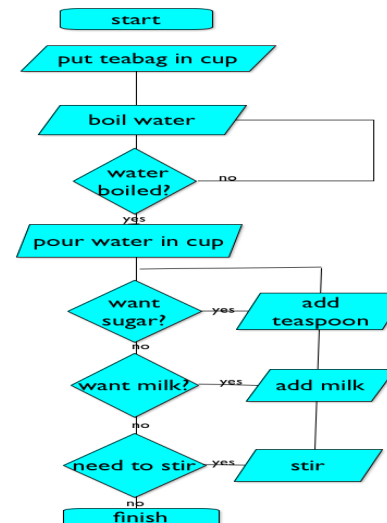 start
put teabag in cup
boil water
water
boiled?
no
yes
pour water in cup
want
sugar?
yes
add
teaspoon
no
want milk?
yes
add milk
no
need to stir
yes
stir
no
finish